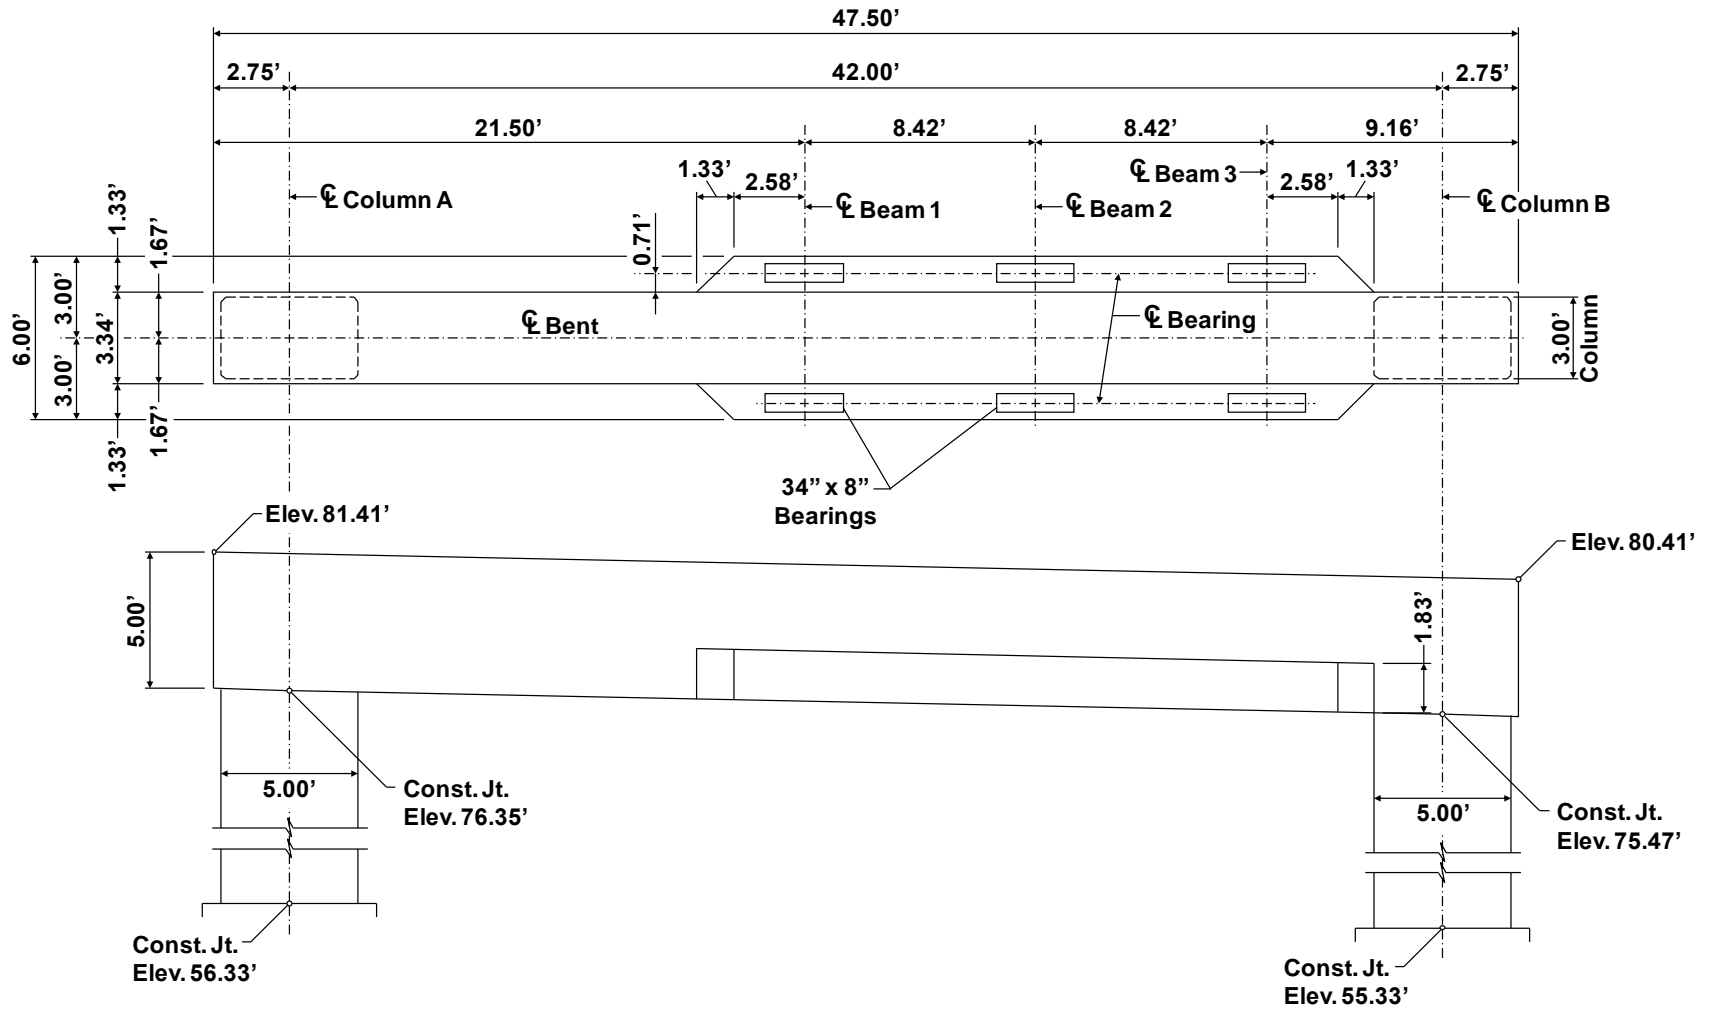 47.50’
2.75’
42.00’
2.75’
21.50’
8.42’
8.42’
9.16’
1.33’
2.58’
℄ Beam 3
2.58’
1.33’
℄ Column A
℄ Beam 1
℄ Beam 2
℄ Column B
1.33’
1.67’
0.71’
6.00’
3.00’
3.34’
3.00’
1.67’
1.33’
℄ Bent
℄ Bearing
3.00’
Column
34” x 8”
Bearings
Elev. 81.41’
Elev. 80.41’
5.00’
1.83’
5.00’
Const. Jt.
Elev. 76.35’
5.00’
Const. Jt.
Elev. 75.47’
Const. Jt.
Elev. 56.33’
Const. Jt.
Elev. 55.33’